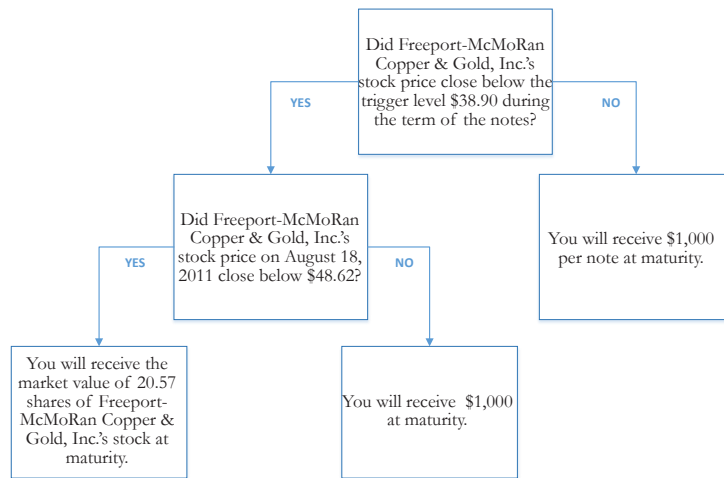 Did Freeport-McMoRan
Copper & Gold, Inc.'s
stock price close below the
trigger level $38.90 during
the term of the notes?
YES
NO
Did Freeport-McMoRan
Copper & Gold, Inc.'s
stock price on August 18,
2011 close below $48.62?
You will receive $1,000
per note at maturity.
YES
NO
You will receive the
market value of 20.57
shares of Freeport-
McMoRan Copper &
Gold, Inc.'s stock at
maturity.
You will receive $1,000
at maturity.